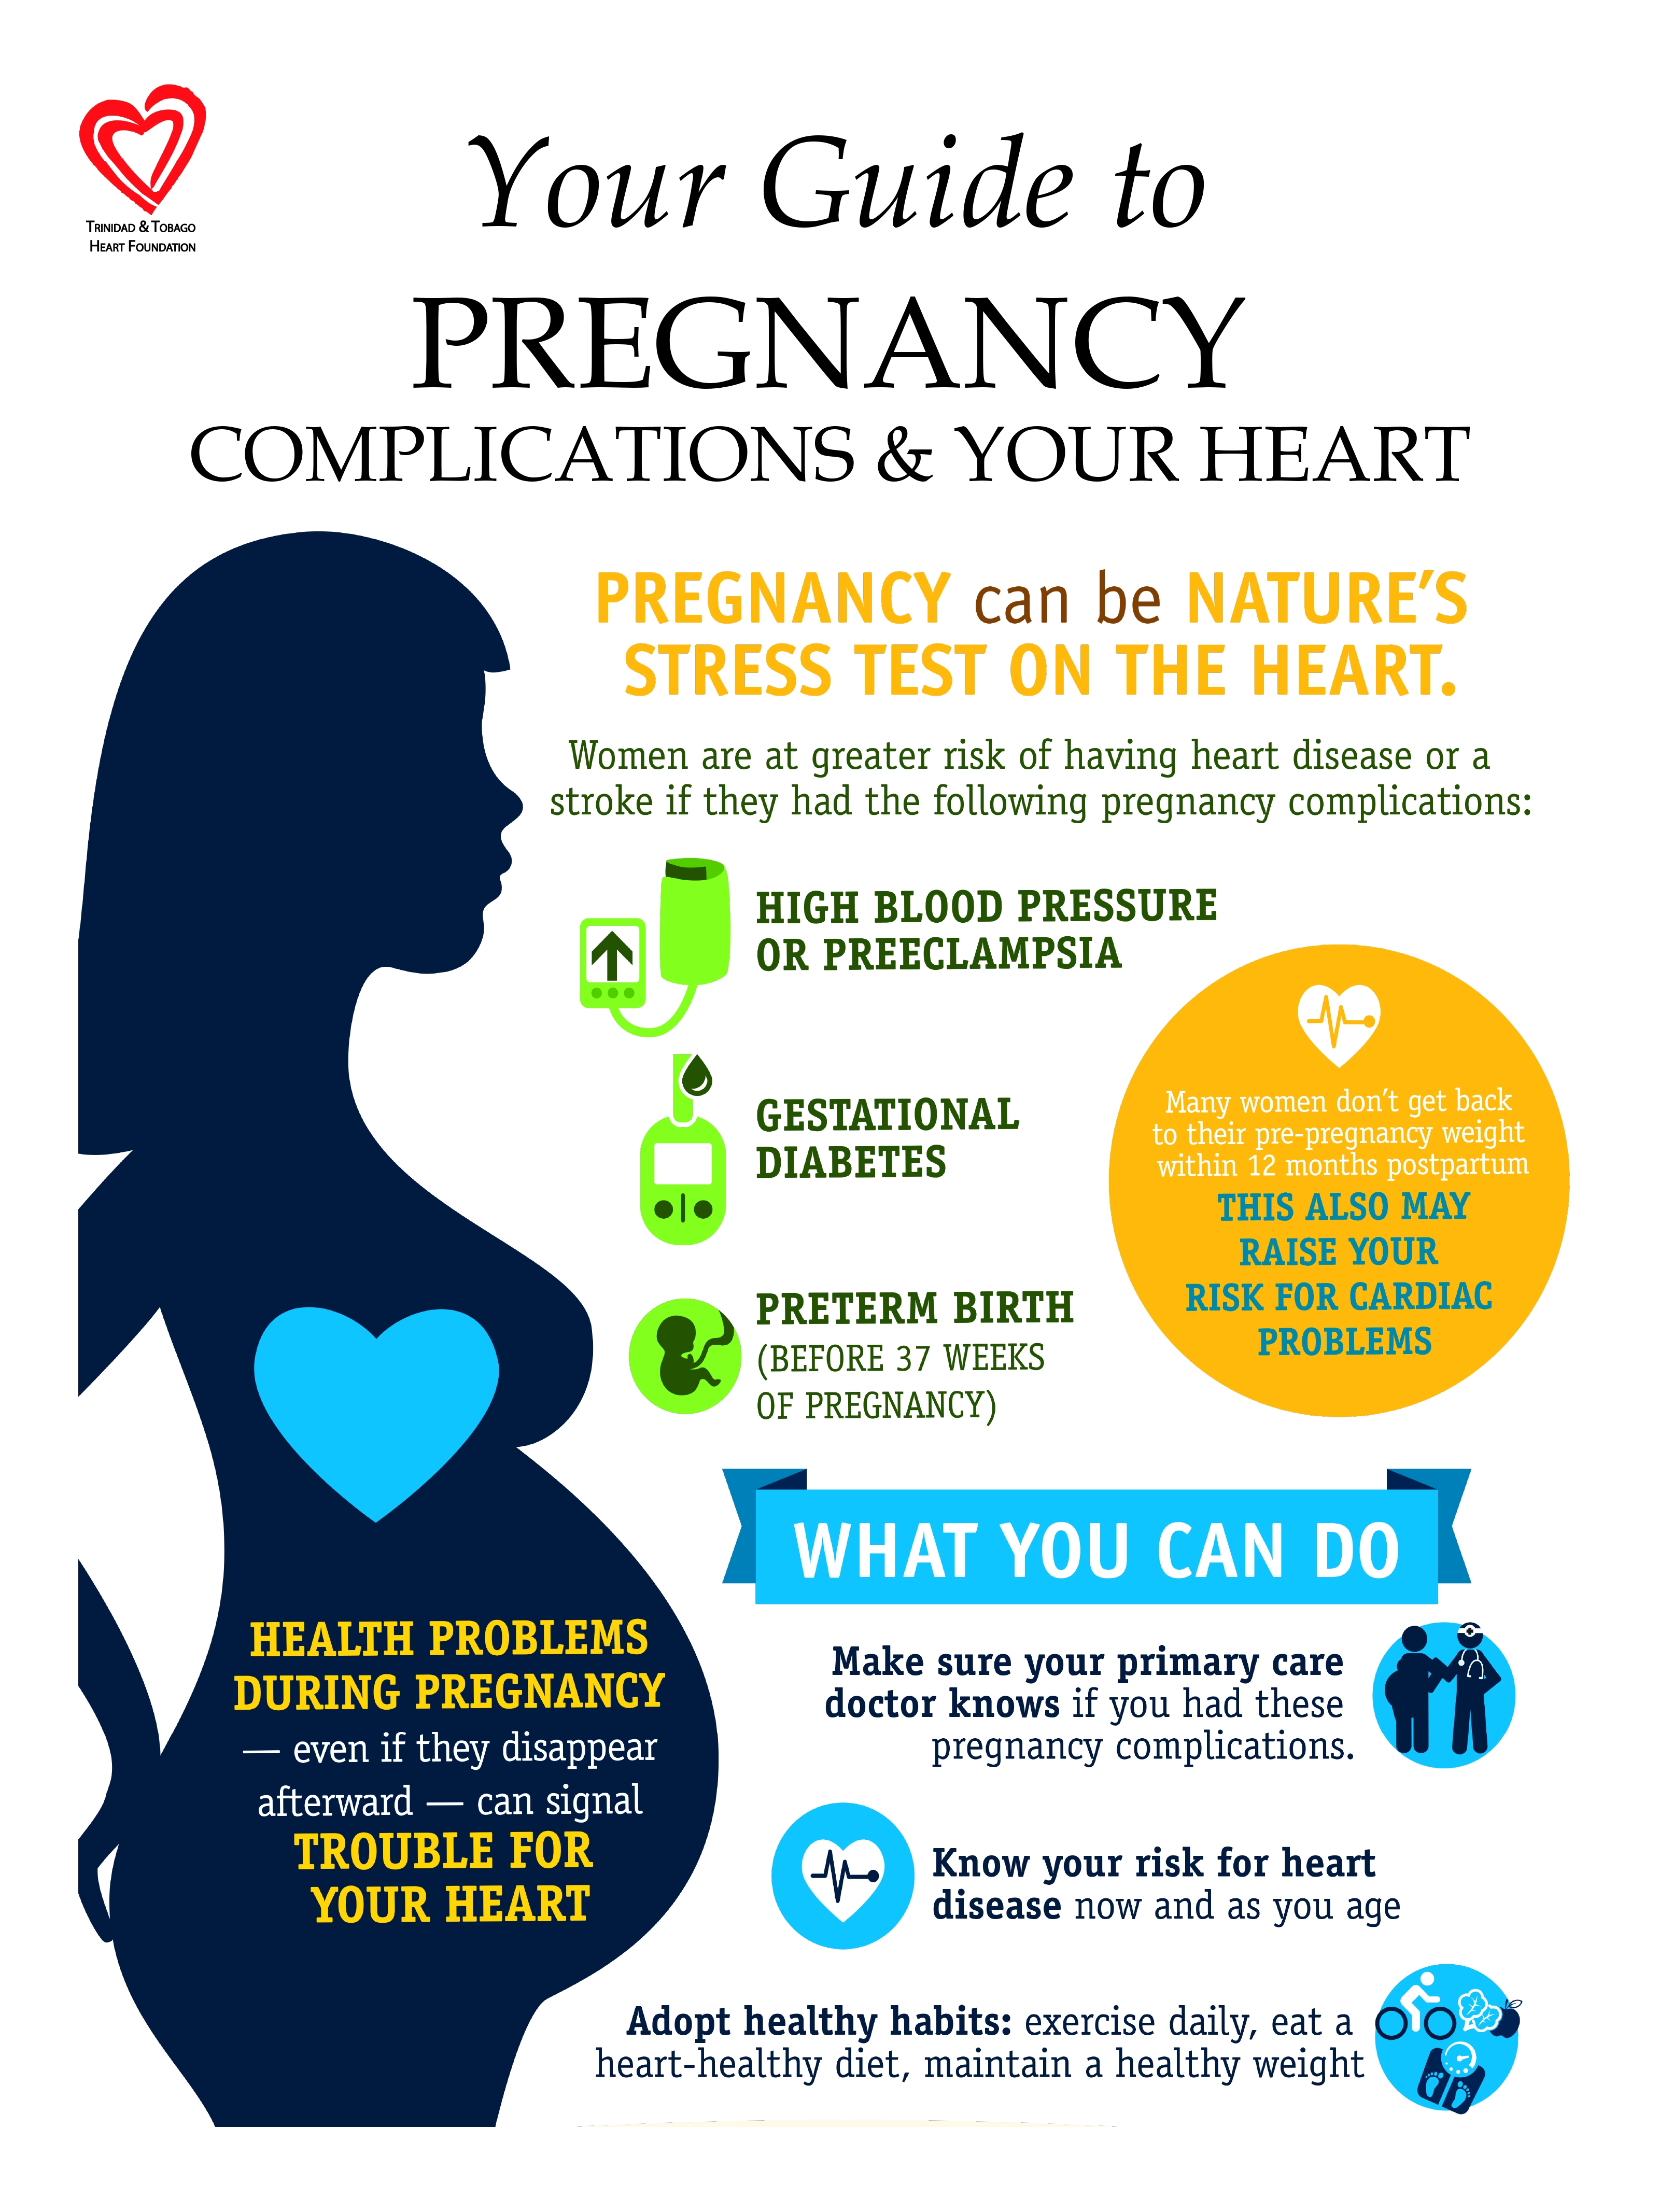 TRINIDAD & TOBAGO
HEART FOUNDATION
Your Guide to
PREGNANCY
COMPLICATIONS & YOUR HEART
PREGNANCY can be NATURE'S
STRESS TEST ON THE HEART.
Women are at greater risk of having heart disease or a
stroke if they had the following pregnancy complications:
HIGH BLOOD PRESSURE
OR PREECLAMPSIA
GESTATIONAL
DIABETES
PRETERM BIRTH
(BEFORE 37 WEEKS
OF PREGNANCY)
Many women don't get back
to their pre-pregnancy weight
within 12 months postpartum
THIS ALSO MAY
RAISE YOUR
RISK FOR CARDIAC
PROBLEMS
HEALTH PROBLEMS
DURING PREGNANCY
— even if they disappear
afterward — can signal
TROUBLE FOR
YOUR HEART
WHAT YOU CAN DO
Make sure your primary care
doctor knows if you had these
pregnancy complications.
Know your risk for heart
disease now and as you age
Adopt healthy habits: exercise daily, eat a
heart-healthy diet, maintain a healthy weight